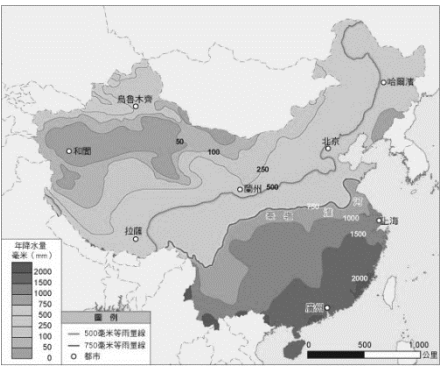 哈爾濱
烏魯木齊
50
100
北京
和闐
250
蘭州
500
750
秦嶺
淮
河
1000
上海
拉薩
1500
2000
廣州
年降水量
毫米（mm）
2000
1500
1000
750
500
250
100
50
0
圖 例
500毫米等雨量線
750毫米等雨量線
都市
0
500
1,000
公里